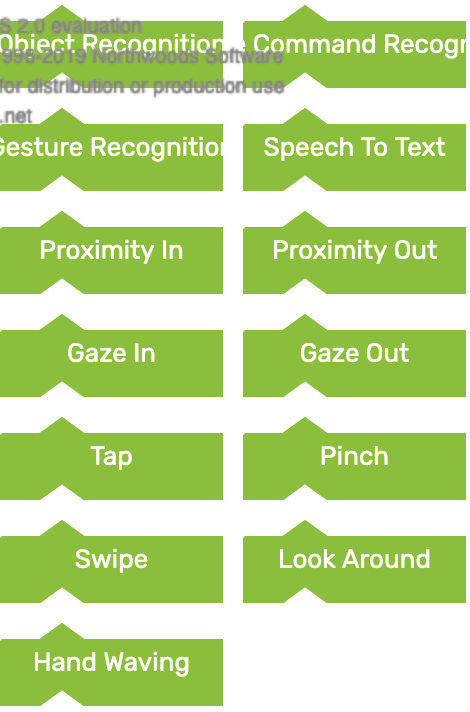 S 2.0 evaluation
Object Recognition
Command Recogr
1998-2019 Northwoods Software
for distribution or production use
.net
Gesture Recognition
Speech To Text
Proximity In
Proximity Out
Gaze In
Gaze Out
Tap
Pinch
Swipe
Look Around
Hand Waving